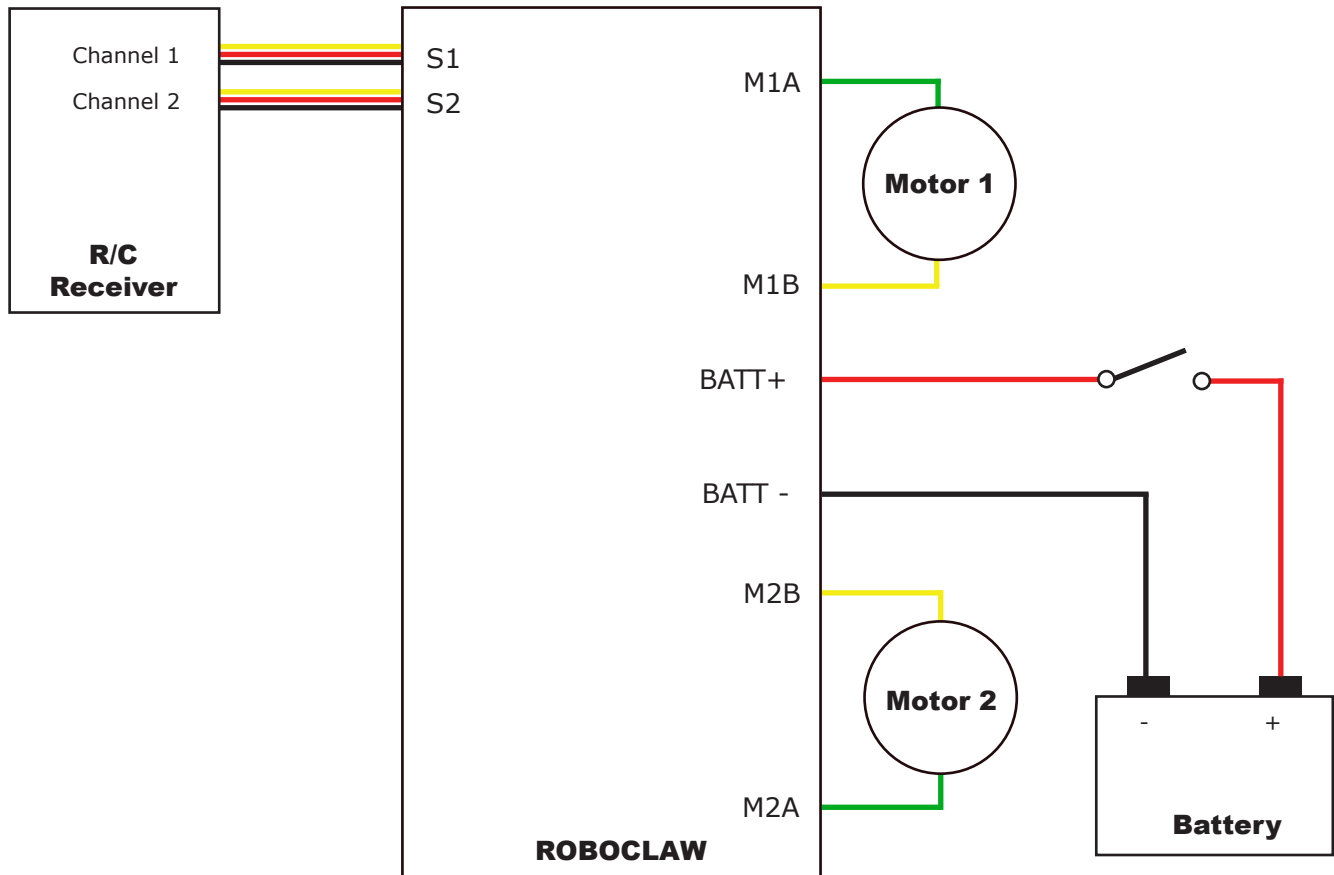 Channel 1
Channel 2
R/C
Receiver
S1
S2
M1A
M1B
BATT+
BATT -
M2B
M2A
ROBOCLAW
Motor 1
Motor 2
- +
Battery